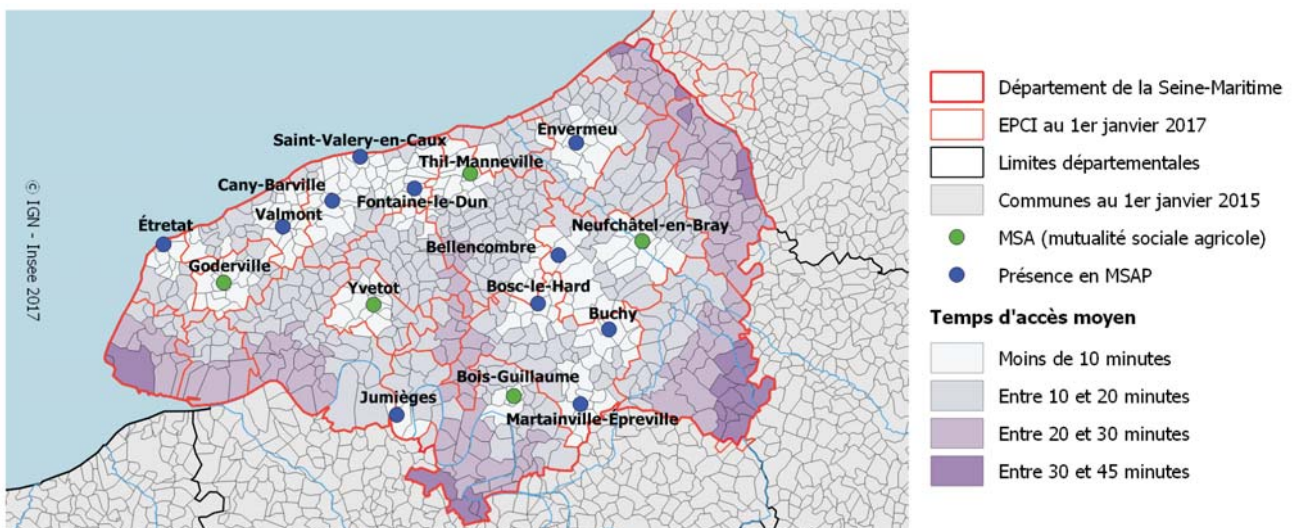 Saint-Valery-en-Caux
Envermeu
Thil-Manneville
Cany-Barville
Fontaine-le-Dun
Étretat
Valmont
Neufchâtel-en-Bray
Bellencombre
Goderville
Yvetot
Bosc-le-Hard
Buchy
Bois-Guillaume
Jumièges
Martainville-Epreville
© IGN - Insee 2017
Département de la Seine-Maritime
EPCI au 1er janvier 2017
Limites départementales
Communes au 1er janvier 2015
MSA (mutualité sociale agricole)
Présence en MSAP
Temps d'accès moyen
Moins de 10 minutes
Entre 10 et 20 minutes
Entre 20 et 30 minutes
Entre 30 et 45 minutes